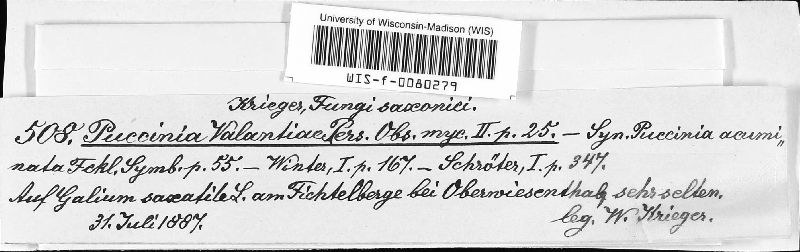 University of Wisconsin-Madison (WIS)
WIS-f-0080279
Krieger, Fungi saxonici.
508. Puccinia Valantiae Pers. Obs. myc. II. p. 25. — Syn. Puccinia acumi„
nata Fckl. Symb. p. 55. — Winter, I. p. 167. — Schröter, I. p. 347.
Auf Galium saxatile L. am Fichtelberge bei Oberwiesenthal, sehr selten.
31. Juli 1887. leg. W. Krieger.